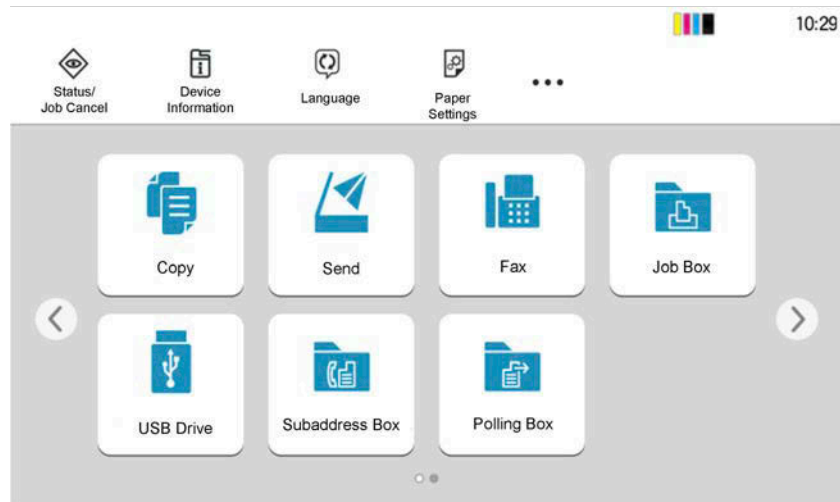 10:29
Status/
Job Cancel
Device
Information
Language
Paper
Settings
Copy
Send
Fax
Job Box
USB Drive
Subaddress Box
Polling Box